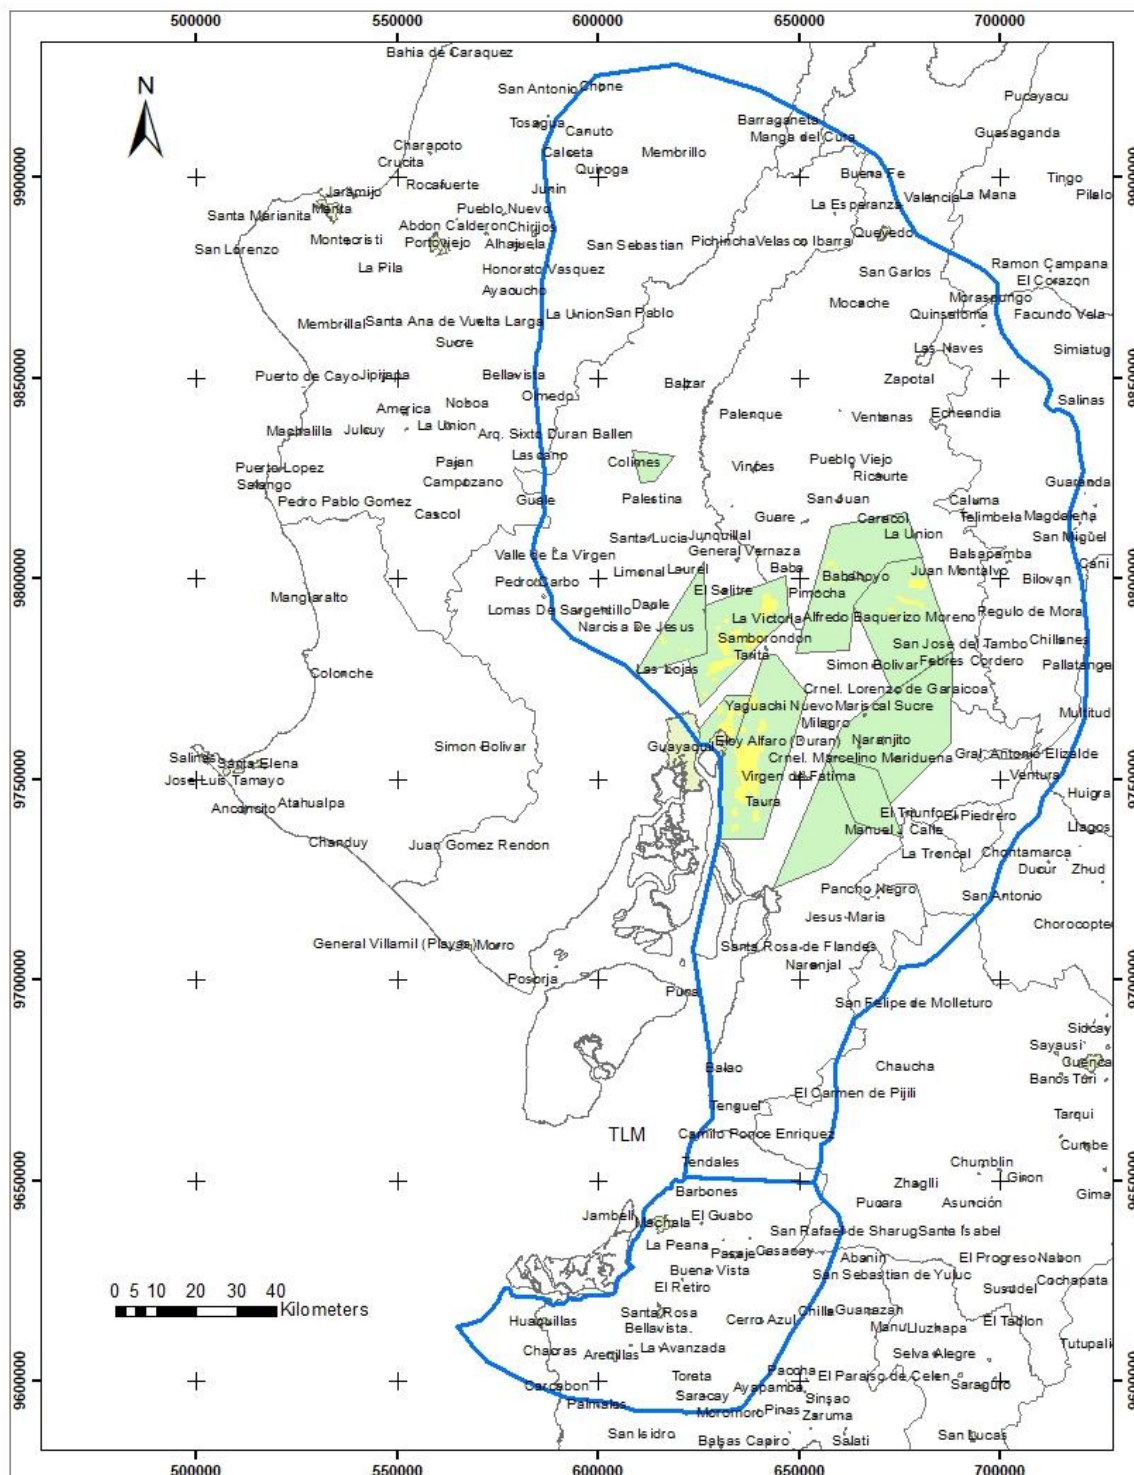 500000 550000 600000 650000 700000
Bahia de Caraquez
N
San Antonio Chone
Pucayacu
Tosagua Canuto Barraganeta
Manga del Cura Guasaganda
Charapoto Calceta Membrillo
Crucita Quiroga
9900000 Rocafuerte Junin Buena Fe Tingo 9900000
Jaramijo Valencia La Mana Pilalo
Santa Marianita Manta Pueblo Nuevo La Esperanza
Abdon Calderon Chirijos
Montecristi Portoviejo Alhajuela San Sebastian Pichincha Velasco Ibarra Quevedo
San Lorenzo
La Pila Honorato Vasquez San Carlos Ramon Campana
Ayacucho El Corazon
Mocache Moraspungo
Membrillal Santa Ana de Vuelta Larga La Union San Pablo Quinsaloma Facundo Vela
Sucre Las Naves Simiatug
9850000 Puerto de Cayo Jipijapa Bellavista Balzar Zapotal 9850000
Noboa Olmedo Salinas
America Palenque Ventanas Echeandia
Machalilla Julcuy La Union Arq. Sixto Duran Ballen
Puerto Lopez Pajan Lascano Colimes Vinces Pueblo Viejo
Salango Campozano Ricaurte Guaranda
Pedro Pablo Gomez Guale Palestina San Juan Caluma
Cascol Guare Caracol Telimbela Magdalena
Santa Lucia Junquillal La Union San Miguel
Valle de La Virgen General Vernaza Balsapamba
9800000 Pedro Carbo Limonal Laurel Baba Babahoyo Juan Montalvo Bilovan Cani 9800000
Manglaralto El Salitre Pimocha
Lomas De Sargentillo Daule La Victoria Alfredo Baquerizo Moreno Regulo de Mora
Narcisa De Jesus Samborondon San Jose del Tambo Chillanes
Las Lojas Tarifa Simon Bolivar Febres Cordero Pallatanga
Colonche Crnel. Lorenzo de Garaicoa
Yaguachi Nuevo Mariscal Sucre Multitud
Milagro
Simon Bolivar Guayaquil Eloy Alfaro (Duran) Naranjito
Salinas Santa Elena Crnel. Marcelino Mariduena Gral. Antonio Elizalde
9750000 Jose Luis Tamayo Virgen de Fatima Ventura 9750000
Anconcito Atahualpa Taura Huigra
El Triunfo El Piedrero
Manuel J Calle Llagos
Chanduy Juan Gomez Rendon La Troncal Chontamarca
Ducur Zhud
Pancho Negro San Antonio
Jesus Maria Chorocopte
General Villamil (Playas) Morro Santa Rosa de Flandes
9700000 Posorja Naranjal 9700000
Puna San Felipe de Molleturo
Sidcay
Sayausi
Balao Chaucha Cuenca
Banos Turi
El Carmen de Pijili
Tenguel Tarqui
TLM Camilo Ponce Enriquez Cumbe
Tendales Chumblin
9650000 Barbones Zhaglli Giron Gima 9650000
Pucara Asunción
Jambeli Machala El Guabo San Rafael de Sharug Santa Isabel
La Peana Pasaje Casacay Abanin El Progreso Nabon
Buena Vista San Sebastian de Yuluc Cochapata
El Retiro Susudel
0 5 10 20 30 40 Kilometers
Huaquillas Santa Rosa Cerro Azul Chilla Guanazan El Tablon
Bellavista. Manu Lluzhapa
Chacras Arenillas La Avanzada Selva Alegre Tutupali
9600000 Carcabon Toreta Paccha El Paraiso de Celen Saraguro 9600000
Palmales Saracay Ayapamba Sinsao
Moromoro Pinas Zaruma
San Isidro Balsas Capiro Salati San Lucas
500000 550000 600000 650000 700000